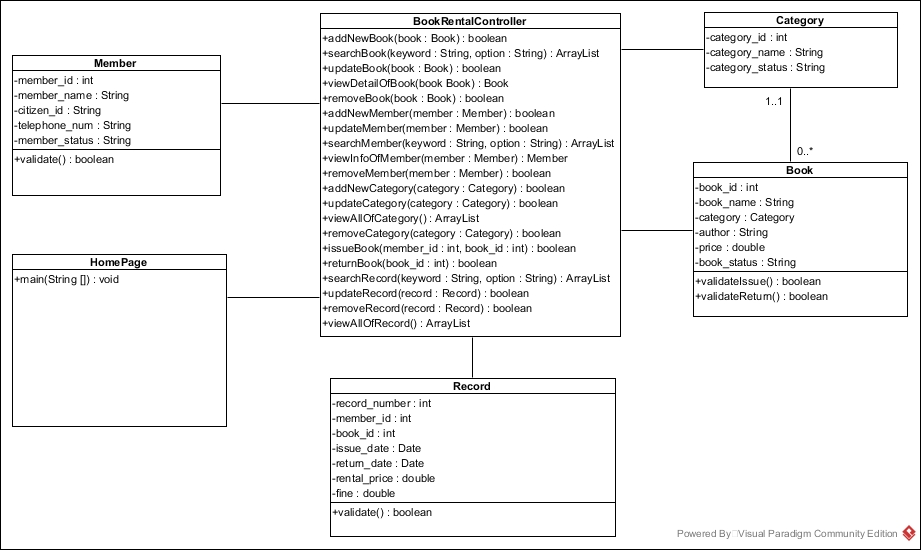 Member
-member_id : int
-member_name : String
-citizen_id : String
-telephone_num : String
-member_status : String
+validate() : boolean
HomePage
+main(String []) : void
BookRentalController
+addNewBook(book : Book) : boolean
+searchBook(keyword : String, option : String) : ArrayList
+updateBook(book : Book) : boolean
+viewDetailOfBook(book Book) : Book
+removeBook(book : Book) : boolean
+addNewMember(member : Member) : boolean
+updateMember(member : Member) : boolean
+searchMember(keyword : String, option : String) : ArrayList
+viewInfoOfMember(member : Member) : Member
+removeMember(member : Member) : boolean
+addNewCategory(category : Category) : boolean
+updateCategory(category : Category) : boolean
+viewAllOfCategory() : ArrayList
+removeCategory(category : Category) : boolean
+issueBook(member_id : int, book_id : int) : boolean
+returnBook(book_id : int) : boolean
+searchRecord(keyword : String, option : String) : ArrayList
+updateRecord(record : Record) : boolean
+removeRecord(record : Record) : boolean
+viewAllOfRecord() : ArrayList
Record
-record_number : int
-member_id : int
-book_id : int
-issue_date : Date
-return_date : Date
-rental_price : double
-fine : double
+validate() : boolean
Category
-category_id : int
-category_name : String
-category_status : String
1..1
0..*
Book
-book_id : int
-book_name : String
-category : Category
-author : String
-price : double
-book_status : String
+validateIssue() : boolean
+validateReturn() : boolean
Powered By Visual Paradigm Community Edition